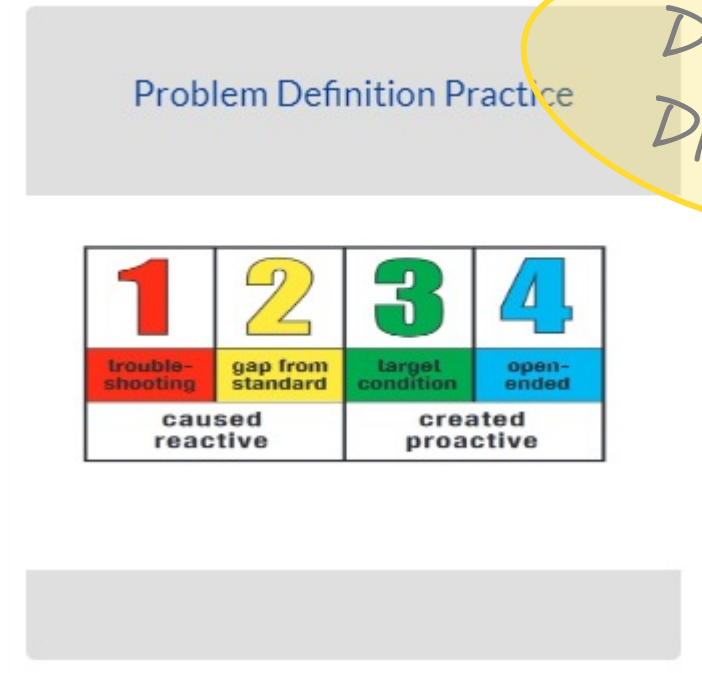 Problem Definition Practice
1 2 3 4
trouble-shooting gap from standard target condition open-ended
caused reactive created proactive